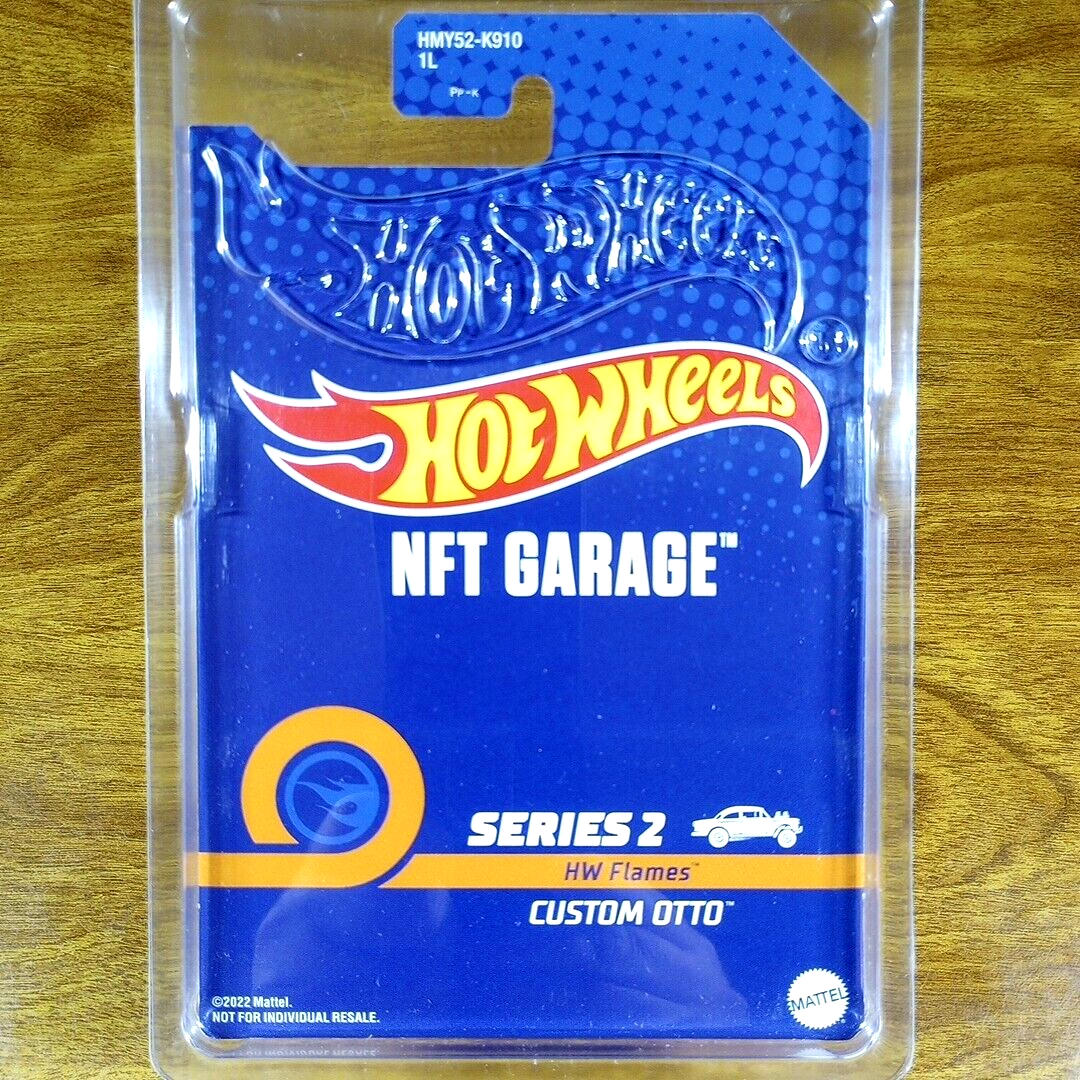 HMY52-K910
1L
PP-K
HOT WHEELS
HOT WHEELS
NFT GARAGE™
SERIES 2
HW Flames™
CUSTOM OTTO™
©2022 Mattel.
NOT FOR INDIVIDUAL RESALE.
MATTEL